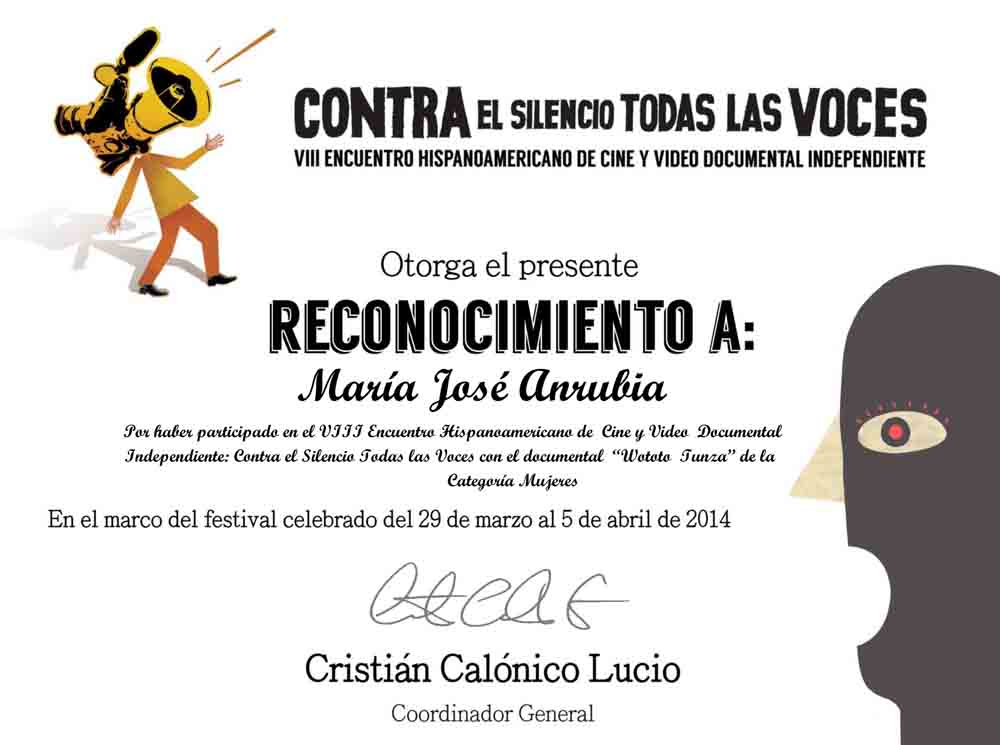 CONTRA EL SILENCIO TODAS LAS VOCES
VIII ENCUENTRO HISPANOAMERICANO DE CINE Y VIDEO DOCUMENTAL INDEPENDIENTE
Otorga el presente
RECONOCIMIENTO A:
María José Anrubia
Por haber participado en el VIII Encuentro Hispanoamericano de Cine y Video Documental
Independiente: Contra el Silencio Todas las Voces con el documental “Wototo Tunza” de la
Categoría Mujeres
En el marco del festival celebrado del 29 de marzo al 5 de abril de 2014
Cristián Calónico Lucio
Coordinador General